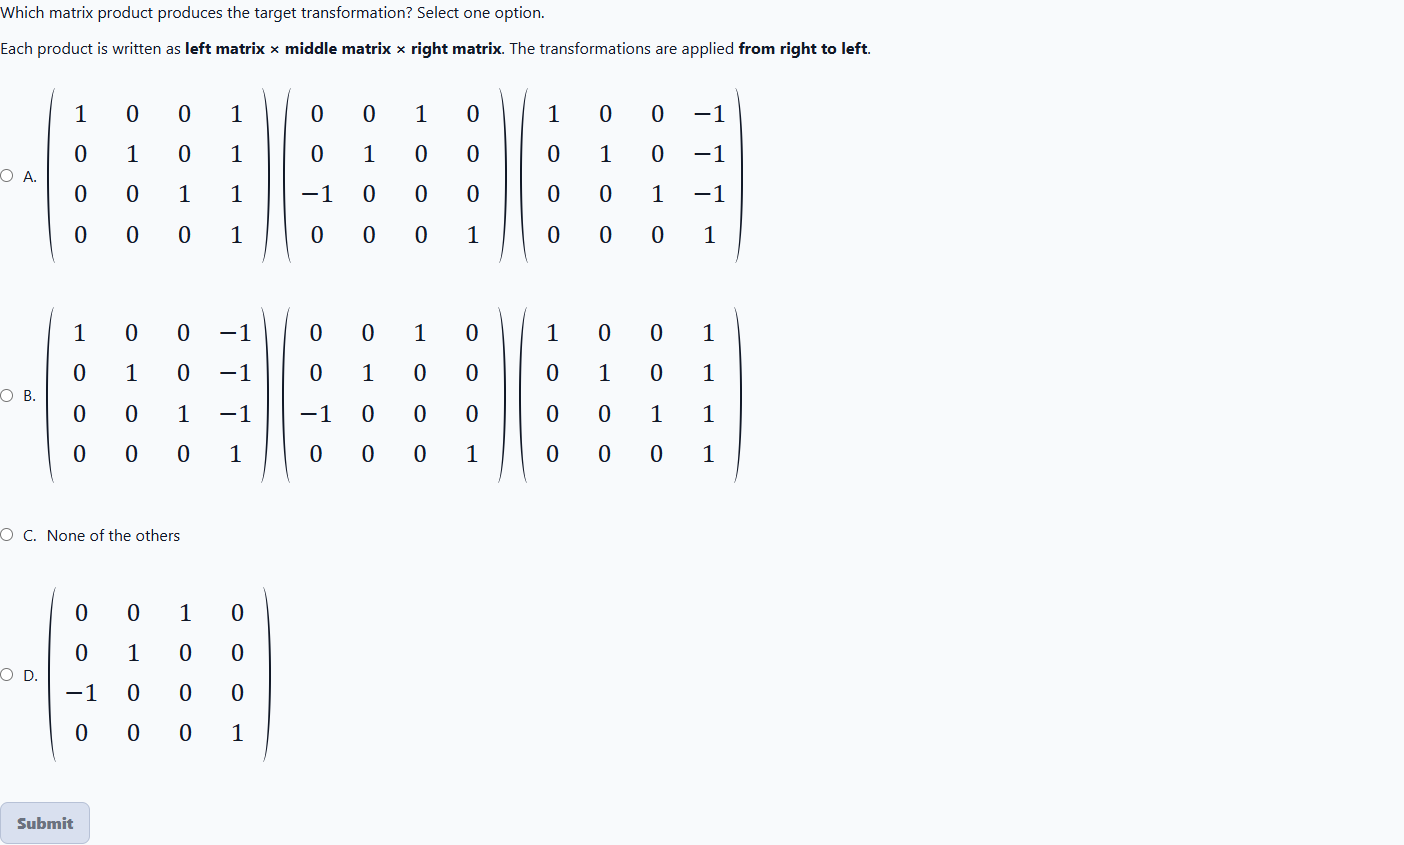 Which matrix product produces the target transformation? Select one option.
Each product is written as left matrix × middle matrix × right matrix. The transformations are applied from right to left.
A.
1 0 0 1 0 0 1 0 1 0 0 −1
0 1 0 1 0 1 0 0 0 1 0 −1
0 0 1 1 −1 0 0 0 0 0 1 −1
0 0 0 1 0 0 0 1 0 0 0 1
B.
1 0 0 −1 0 0 1 0 1 0 0 1
0 1 0 −1 0 1 0 0 0 1 0 1
0 0 1 −1 −1 0 0 0 0 0 1 1
0 0 0 1 0 0 0 1 0 0 0 1
C. None of the others
D.
0 0 1 0
0 1 0 0
−1 0 0 0
0 0 0 1
Submit